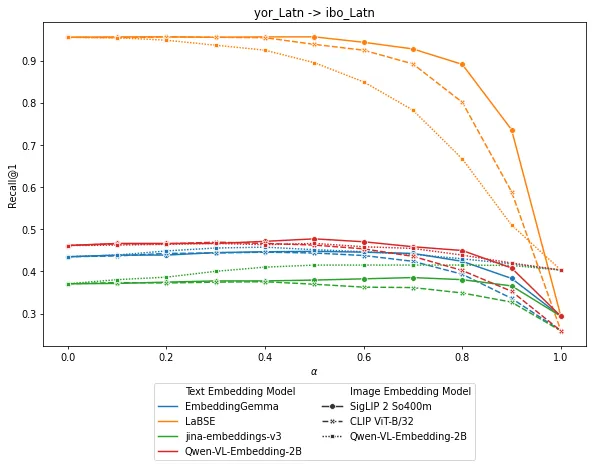 yor_Latn -> ibo_Latn
Recall@1
0.9
0.8
0.7
0.6
0.5
0.4
0.3
0.0 0.2 0.4 0.6 0.8 1.0
α
Text Embedding Model Image Embedding Model
EmbeddingGemma SigLIP 2 So400m
LaBSE CLIP ViT-B/32
jina-embeddings-v3 Qwen-VL-Embedding-2B
Qwen-VL-Embedding-2B